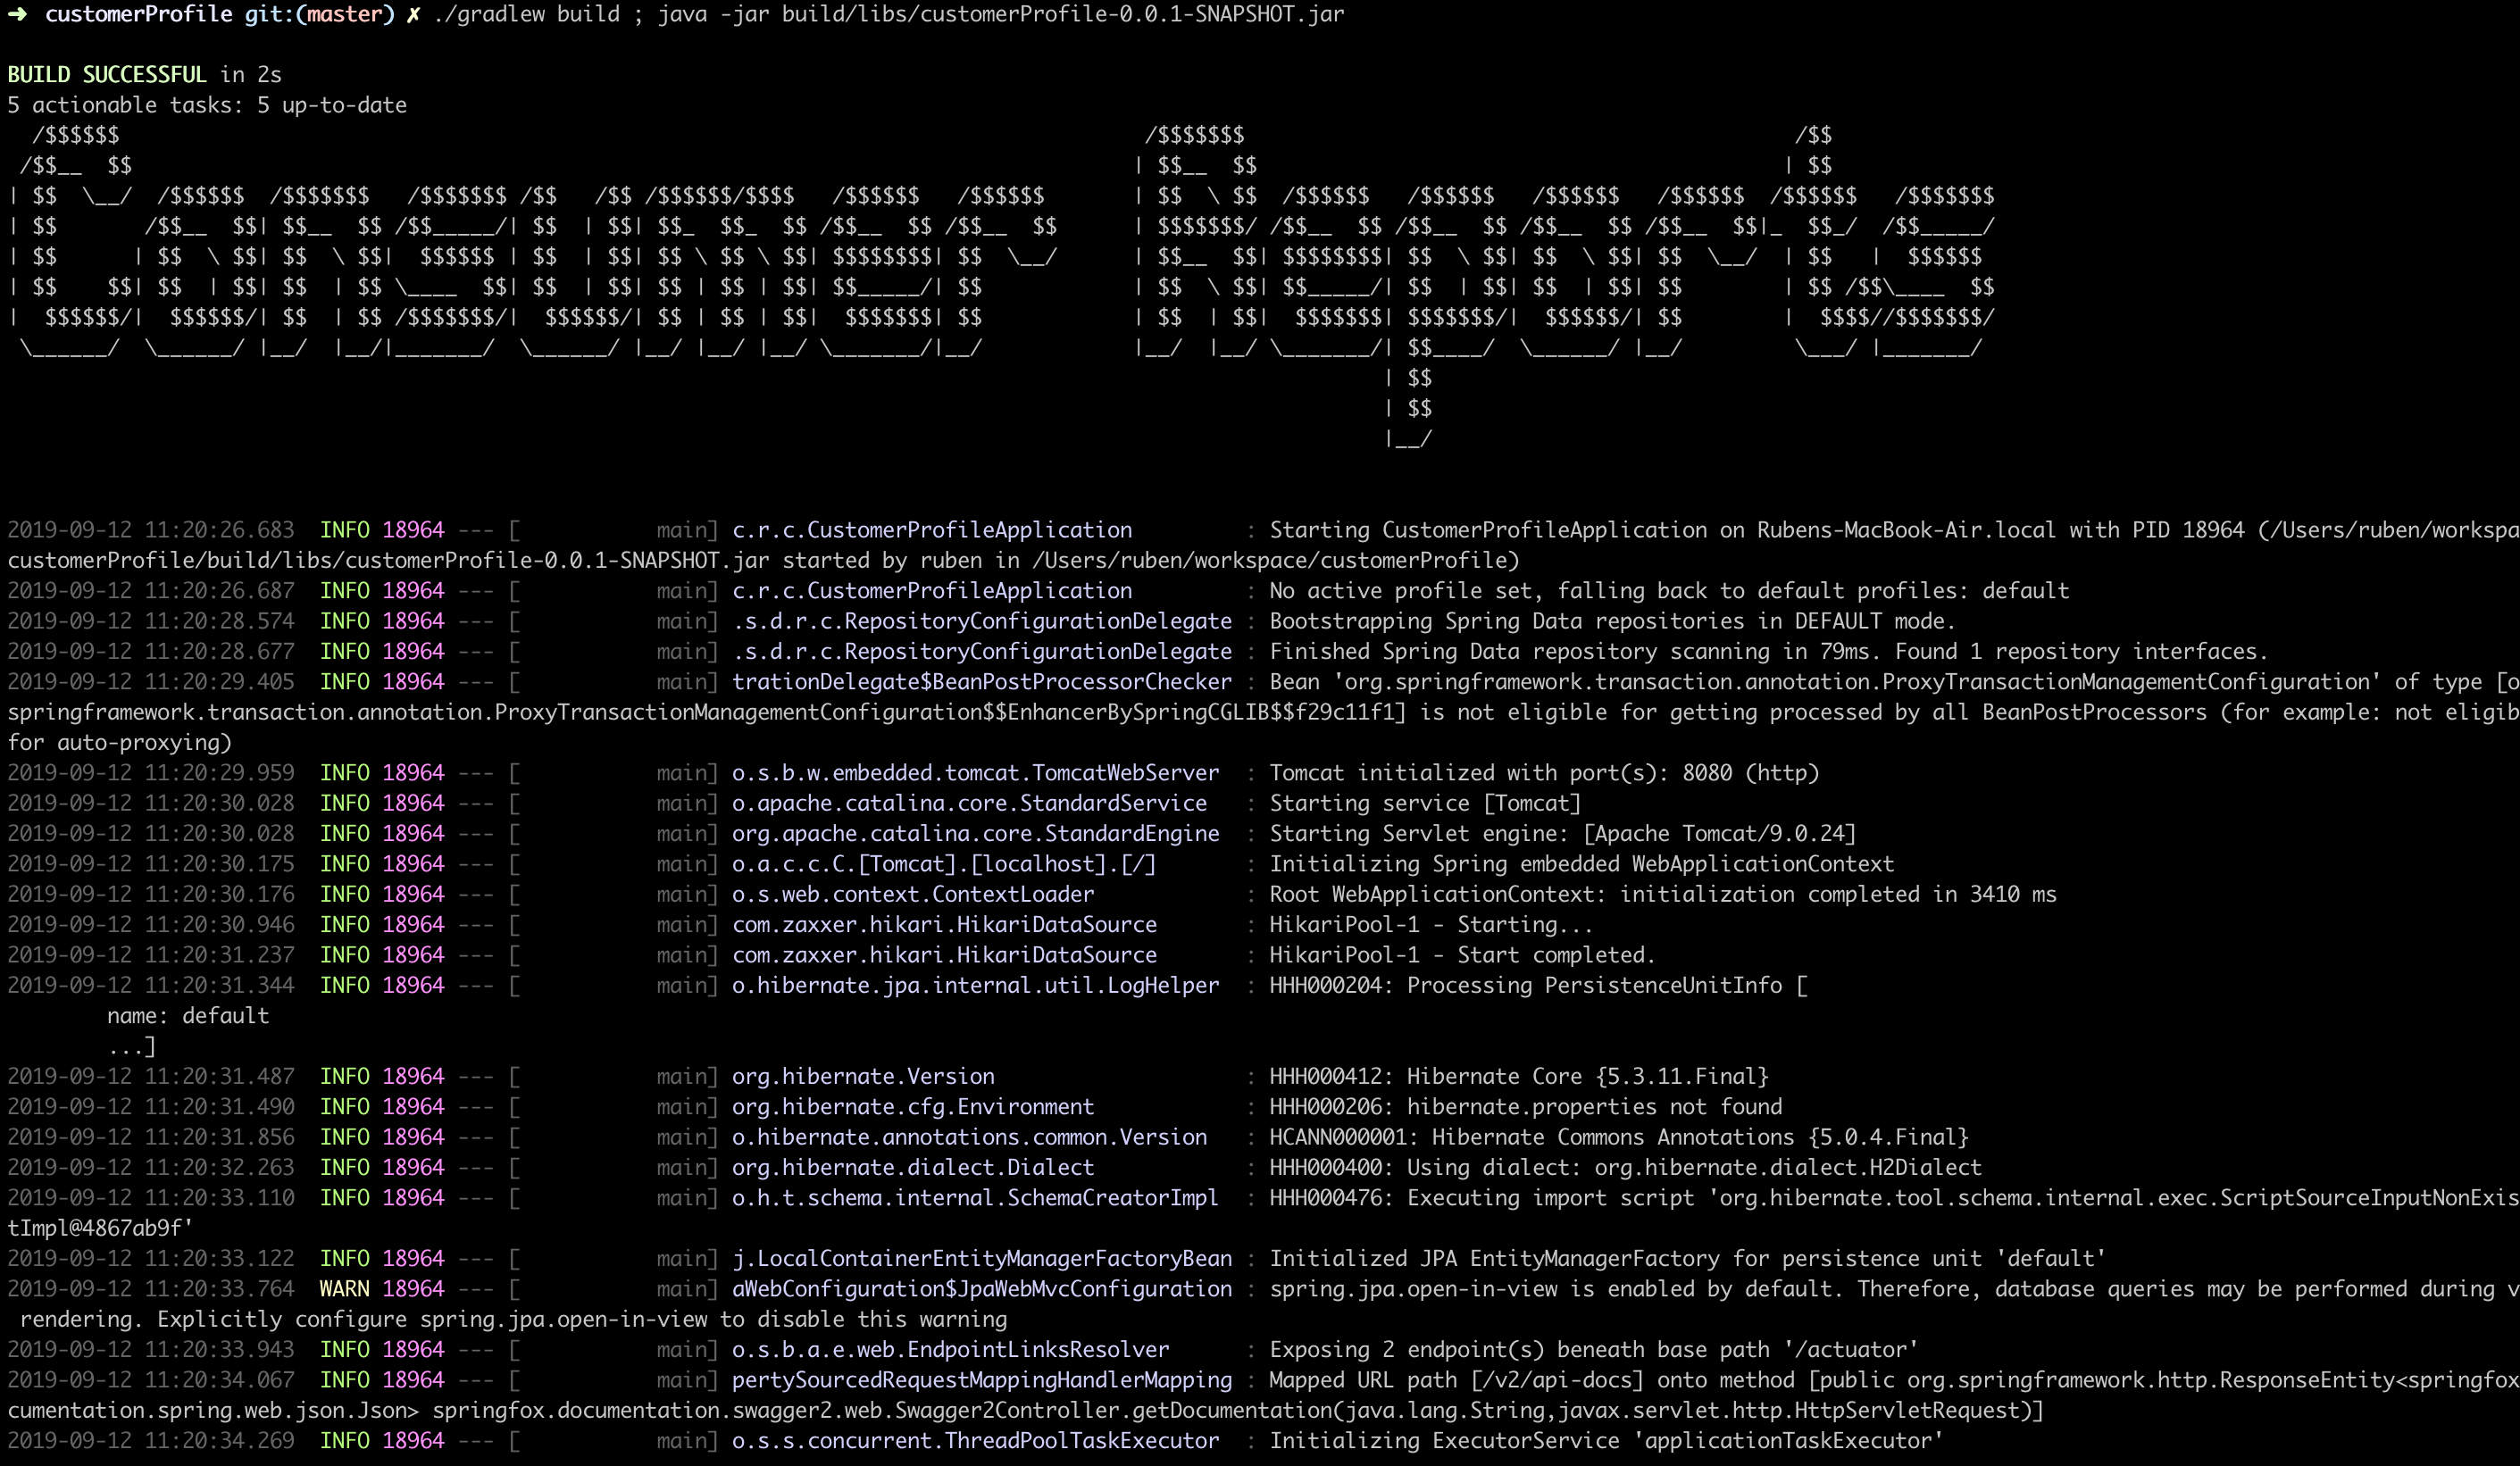 ➜  customerProfile git:(master) ✗ ./gradlew build ; java -jar build/libs/customerProfile-0.0.1-SNAPSHOT.jar

BUILD SUCCESSFUL in 2s
5 actionable tasks: 5 up-to-date
Consumer Reports

2019-09-12 11:20:26.683  INFO 18964 --- [           main] c.r.c.CustomerProfileApplication         : Starting CustomerProfileApplication on Rubens-MacBook-Air.local with PID 18964 (/Users/ruben/workspa
customerProfile/build/libs/customerProfile-0.0.1-SNAPSHOT.jar started by ruben in /Users/ruben/workspace/customerProfile)
2019-09-12 11:20:26.687  INFO 18964 --- [           main] c.r.c.CustomerProfileApplication         : No active profile set, falling back to default profiles: default
2019-09-12 11:20:28.574  INFO 18964 --- [           main] .s.d.r.c.RepositoryConfigurationDelegate : Bootstrapping Spring Data repositories in DEFAULT mode.
2019-09-12 11:20:28.677  INFO 18964 --- [           main] .s.d.r.c.RepositoryConfigurationDelegate : Finished Spring Data repository scanning in 79ms. Found 1 repository interfaces.
2019-09-12 11:20:29.405  INFO 18964 --- [           main] trationDelegate$BeanPostProcessorChecker : Bean 'org.springframework.transaction.annotation.ProxyTransactionManagementConfiguration' of type [o
springframework.transaction.annotation.ProxyTransactionManagementConfiguration$$EnhancerBySpringCGLIB$$f29c11f1] is not eligible for getting processed by all BeanPostProcessors (for example: not eligib
for auto-proxying)
2019-09-12 11:20:29.959  INFO 18964 --- [           main] o.s.b.w.embedded.tomcat.TomcatWebServer  : Tomcat initialized with port(s): 8080 (http)
2019-09-12 11:20:30.028  INFO 18964 --- [           main] o.apache.catalina.core.StandardService   : Starting service [Tomcat]
2019-09-12 11:20:30.028  INFO 18964 --- [           main] org.apache.catalina.core.StandardEngine  : Starting Servlet engine: [Apache Tomcat/9.0.24]
2019-09-12 11:20:30.175  INFO 18964 --- [           main] o.a.c.c.C.[Tomcat].[localhost].[/]       : Initializing Spring embedded WebApplicationContext
2019-09-12 11:20:30.176  INFO 18964 --- [           main] o.s.web.context.ContextLoader            : Root WebApplicationContext: initialization completed in 3410 ms
2019-09-12 11:20:30.946  INFO 18964 --- [           main] com.zaxxer.hikari.HikariDataSource       : HikariPool-1 - Starting...
2019-09-12 11:20:31.237  INFO 18964 --- [           main] com.zaxxer.hikari.HikariDataSource       : HikariPool-1 - Start completed.
2019-09-12 11:20:31.344  INFO 18964 --- [           main] o.hibernate.jpa.internal.util.LogHelper  : HHH000204: Processing PersistenceUnitInfo [
        name: default
        ...]
2019-09-12 11:20:31.487  INFO 18964 --- [           main] org.hibernate.Version                    : HHH000412: Hibernate Core {5.3.11.Final}
2019-09-12 11:20:31.490  INFO 18964 --- [           main] org.hibernate.cfg.Environment            : HHH000206: hibernate.properties not found
2019-09-12 11:20:31.856  INFO 18964 --- [           main] o.hibernate.annotations.common.Version   : HCANN000001: Hibernate Commons Annotations {5.0.4.Final}
2019-09-12 11:20:32.263  INFO 18964 --- [           main] org.hibernate.dialect.Dialect            : HHH000400: Using dialect: org.hibernate.dialect.H2Dialect
2019-09-12 11:20:33.110  INFO 18964 --- [           main] o.h.t.schema.internal.SchemaCreatorImpl  : HHH000476: Executing import script 'org.hibernate.tool.schema.internal.exec.ScriptSourceInputNonExis
tImpl@4867ab9f'
2019-09-12 11:20:33.122  INFO 18964 --- [           main] j.LocalContainerEntityManagerFactoryBean : Initialized JPA EntityManagerFactory for persistence unit 'default'
2019-09-12 11:20:33.764  WARN 18964 --- [           main] aWebConfiguration$JpaWebMvcConfiguration : spring.jpa.open-in-view is enabled by default. Therefore, database queries may be performed during v
 rendering. Explicitly configure spring.jpa.open-in-view to disable this warning
2019-09-12 11:20:33.943  INFO 18964 --- [           main] o.s.b.a.e.web.EndpointLinksResolver      : Exposing 2 endpoint(s) beneath base path '/actuator'
2019-09-12 11:20:34.067  INFO 18964 --- [           main] pertySourcedRequestMappingHandlerMapping : Mapped URL path [/v2/api-docs] onto method [public org.springframework.http.ResponseEntity<springfox
cumentation.spring.web.json.Json> springfox.documentation.swagger2.web.Swagger2Controller.getDocumentation(java.lang.String,javax.servlet.http.HttpServletRequest)]
2019-09-12 11:20:34.269  INFO 18964 --- [           main] o.s.s.concurrent.ThreadPoolTaskExecutor  : Initializing ExecutorService 'applicationTaskExecutor'